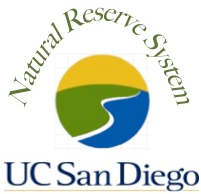 Natural Reserve System
UC San Diego